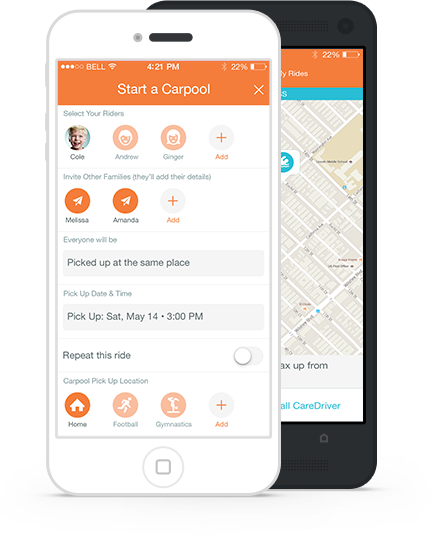 BELL 4:21 PM 22%
Start a Carpool
Select Your Riders
Cole Andrew Ginger Add
Invite Other Families (they'll add their details)
Melissa Amanda Add
Everyone will be
Picked up at the same place
Pick Up Date & Time
Pick Up: Sat, May 14 • 3:00 PM
Repeat this ride
Carpool Pick Up Location
Home Football Gymnastics Add
22%
y Rides
ax up from
all CareDriver